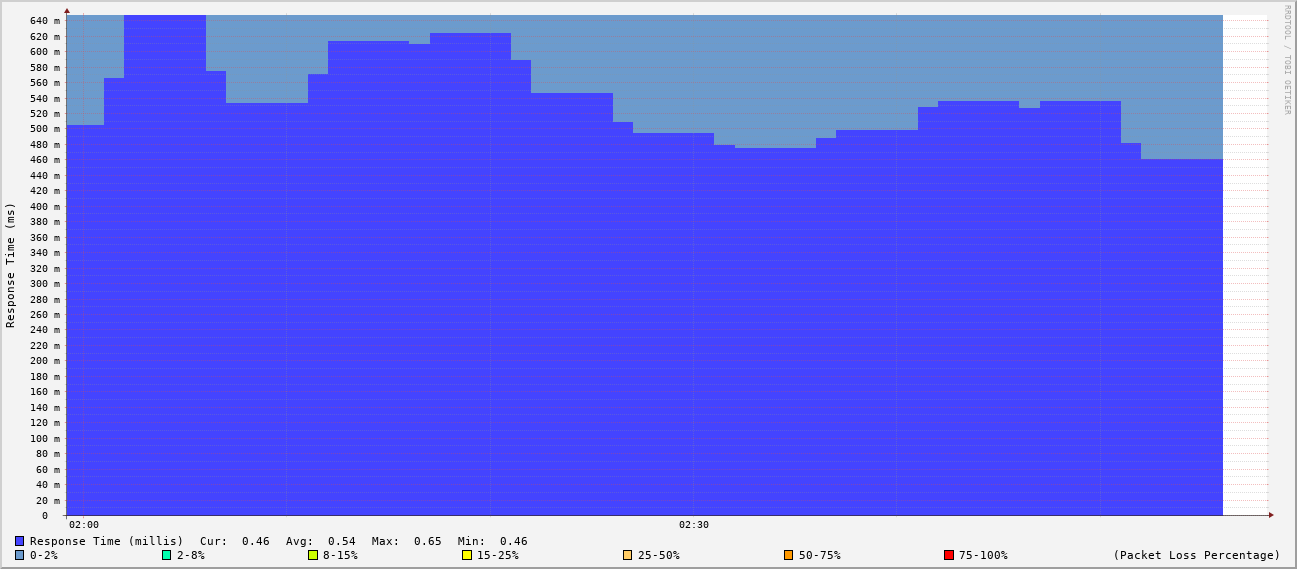 640 m
620 m
600 m
580 m
560 m
540 m
520 m
500 m
480 m
460 m
440 m
420 m
400 m
380 m
360 m
340 m
320 m
300 m
280 m
260 m
240 m
220 m
200 m
180 m
160 m
140 m
120 m
100 m
80 m
60 m
40 m
20 m
0
Response Time (ms)
RRDTOOL / TOBI OETIKER
02:00 02:30
Response Time (millis) Cur: 0.46 Avg: 0.54 Max: 0.65 Min: 0.46
0-2% 2-8% 8-15% 15-25% 25-50% 50-75% 75-100% (Packet Loss Percentage)